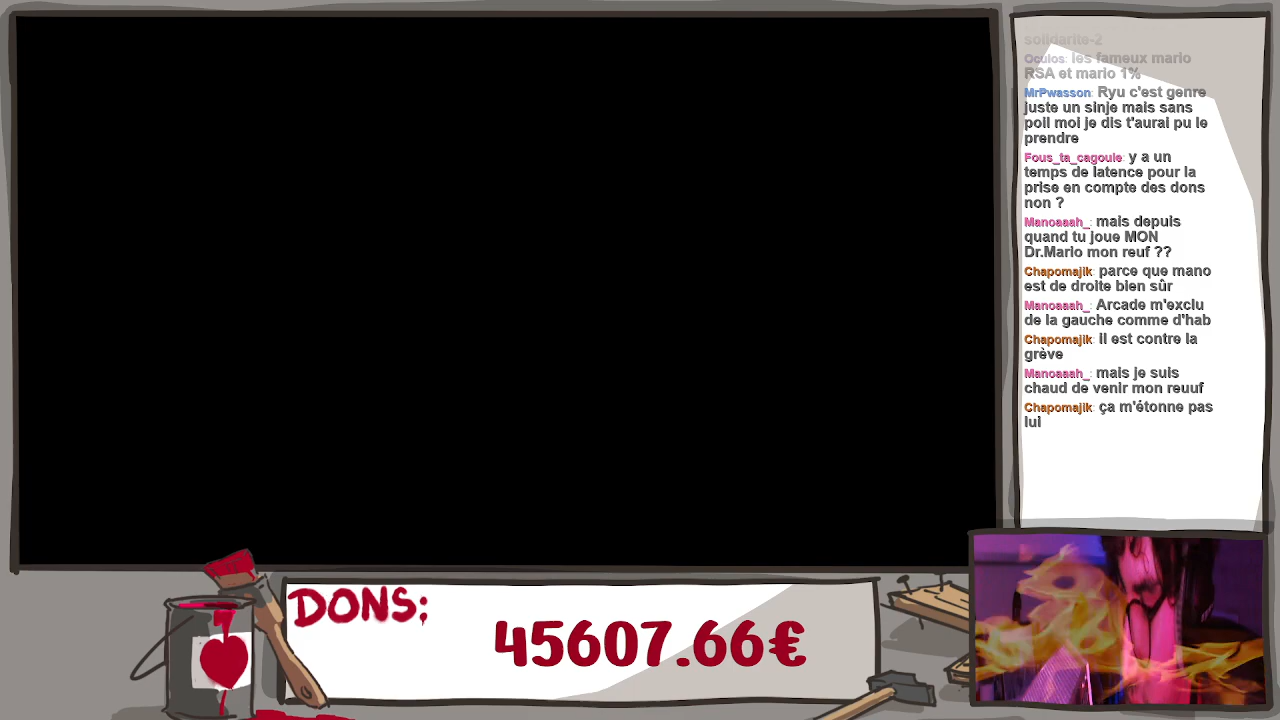 solidarite-2
Oculos: les fameux mario
RSA et mario 1%
MrPwasson: Ryu c'est genre
juste un sinje mais sans
poil moi je dis t'aurai pu le
prendre
Fous_ta_cagoule: y a un
temps de latence pour la
prise en compte des dons
non ?
Manoaaah_: mais depuis
quand tu joue MON
Dr.Mario mon reuf ??
Chapomajik: parce que mano
est de droite bien sûr
Manoaaah_: Arcade m'exclu
de la gauche comme d'hab
Chapomajik: il est contre la
grève
Manoaaah_: mais je suis
chaud de venir mon reuuf
Chapomajik: ça m'étonne pas
lui
DONS:
45607.66€